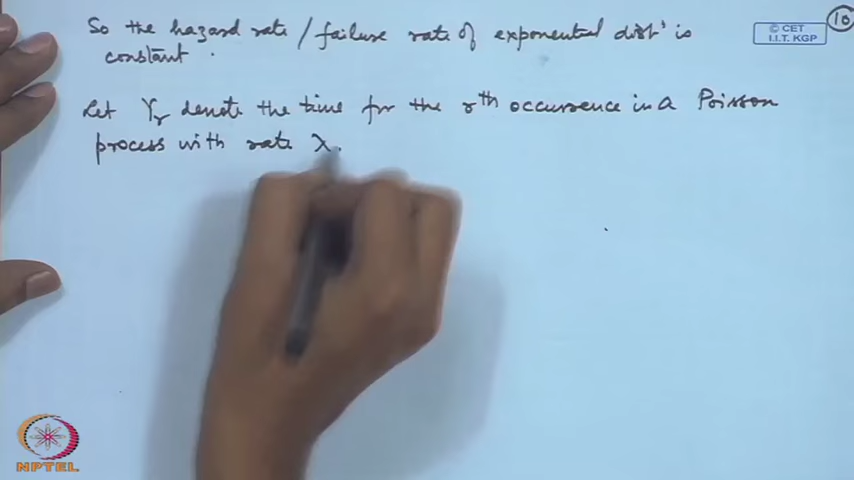 So the hazard rate / failure rate of exponential distⁿ is
constant.
Let Yᵣ denote the time for the rᵗʰ occurrence in a Poisson
process with rate λ.
10
© CET
I.I.T. KGP
NPTEL